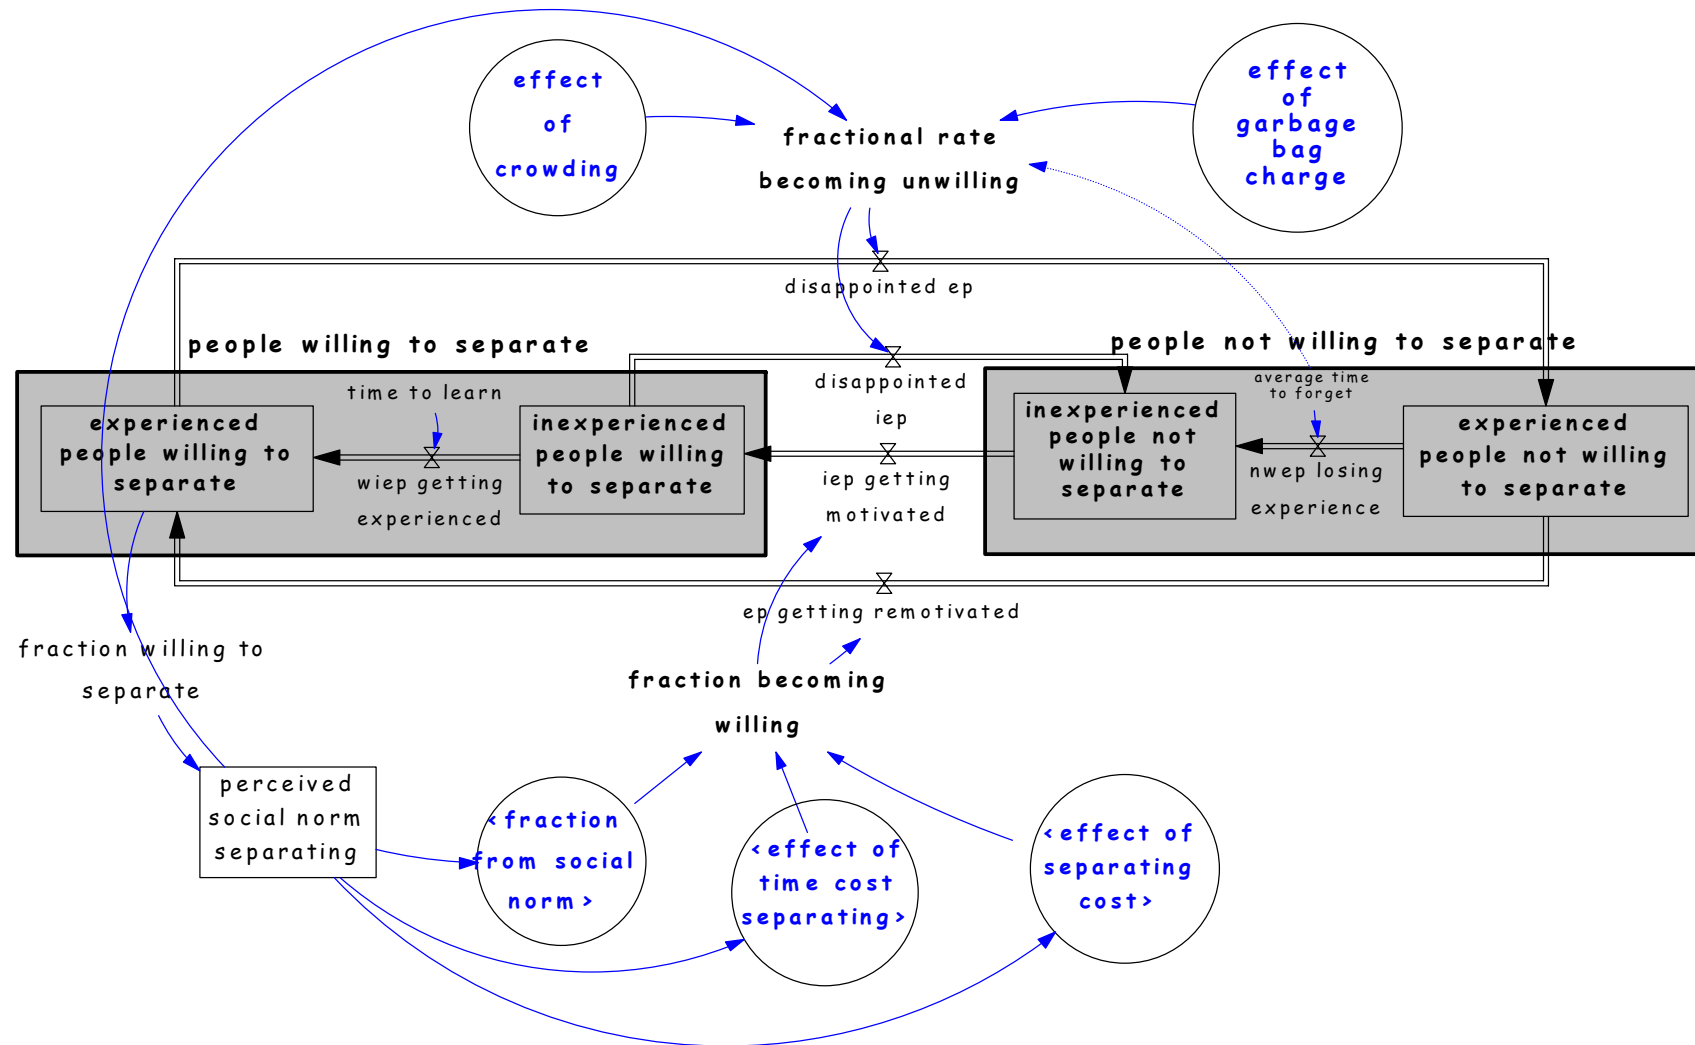 effect
of
crowding
effect
of
garbage
bag
charge
fractional rate
becoming unwilling
disappointed ep
people willing to separate
people not willing to separate
time to learn
experienced
people willing to
separate
inexperienced
people willing
to separate
wiep getting
experienced
disappointed
iep
iep getting
motivated
inexperienced
people not
willing to
separate
average time
to forget
nwep losing
experience
experienced
people not willing
to separate
ep getting remotivated
fraction willing to
separate
fraction becoming
willing
perceived
social norm
separating
<fraction
from social
norm>
<effect of
time cost
separating>
<effect of
separating
cost>